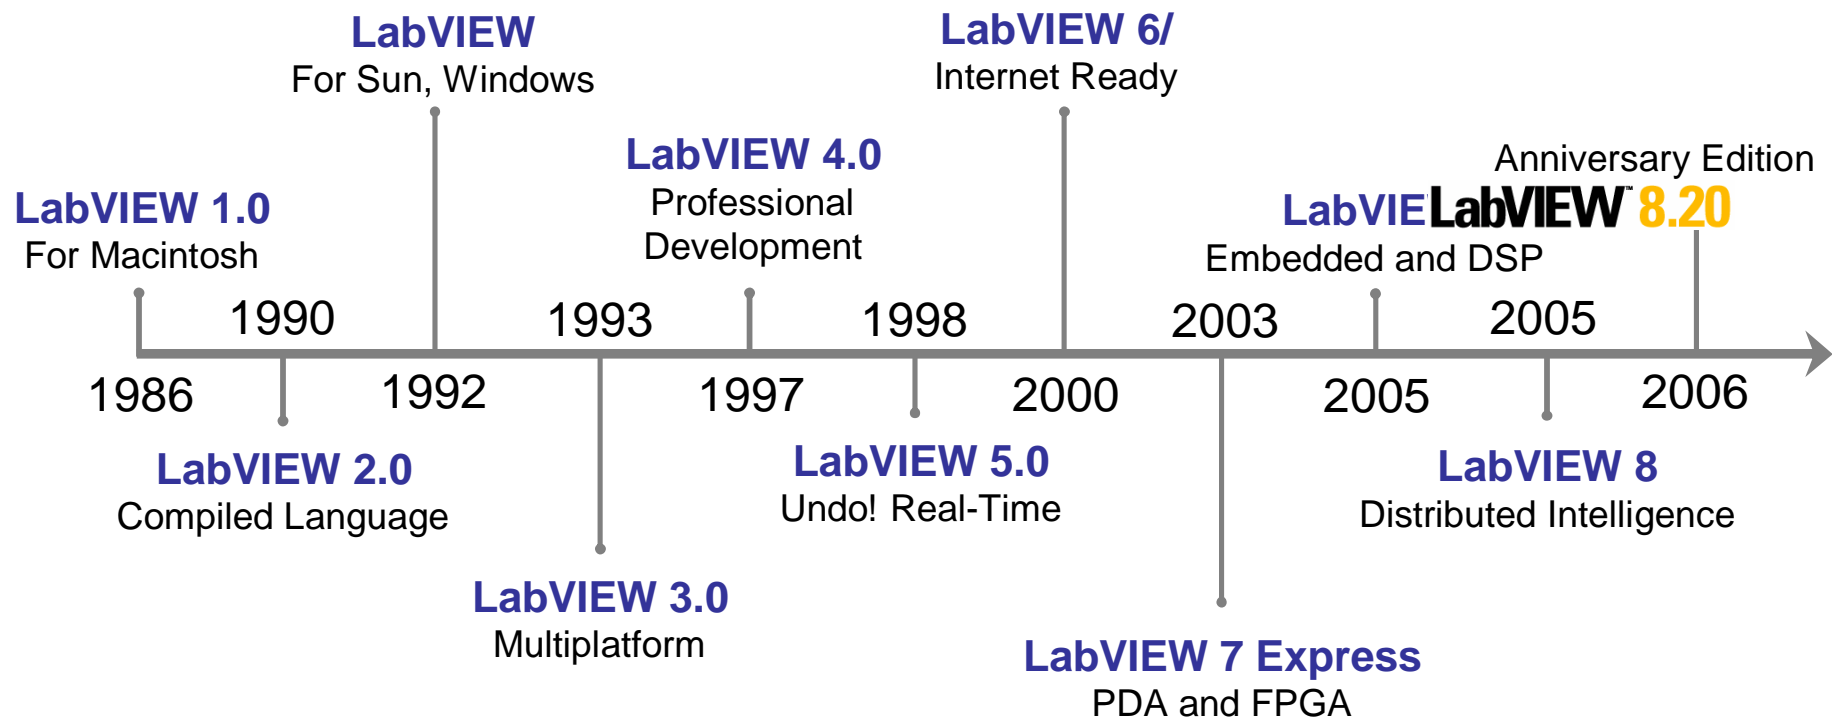 LabVIEW
For Sun, Windows
LabVIEW 6/
Internet Ready
LabVIEW 4.0
Professional
Development
Anniversary Edition
LabVIEW 1.0
For Macintosh
LabVIE
LabVIEW™ 8.20
Embedded and DSP
1990
1993
1998
2003
2005
1986
1992
1997
2000
2005
2006
LabVIEW 2.0
Compiled Language
LabVIEW 5.0
Undo! Real-Time
LabVIEW 8
Distributed Intelligence
LabVIEW 3.0
Multiplatform
LabVIEW 7 Express
PDA and FPGA